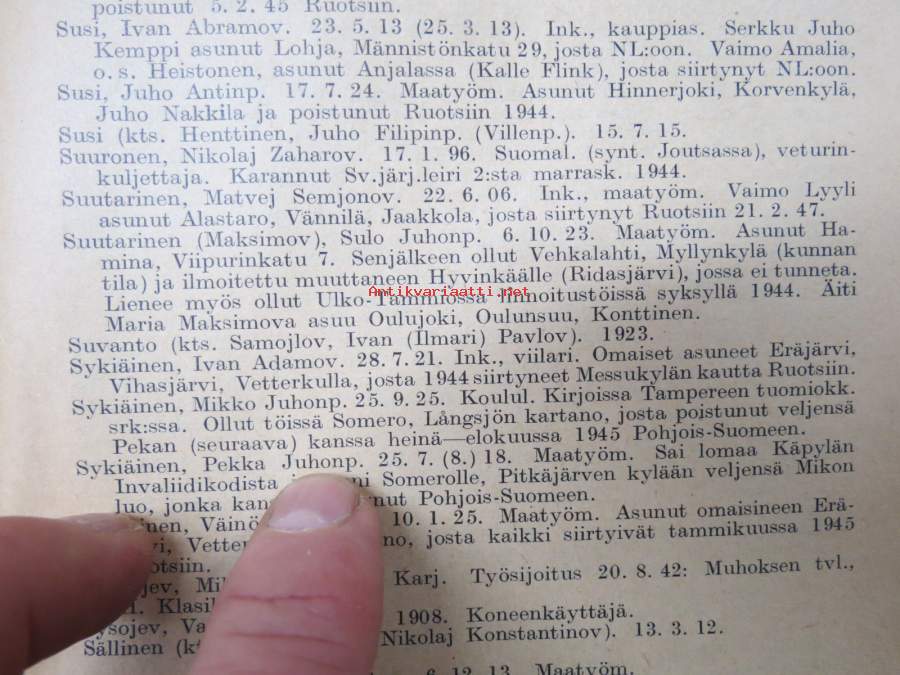 poistunut 5. 2. 45 Ruotsiin.
Susi, Ivan Abramov. 23. 5. 13 (25. 3. 13). Ink., kauppias. Serkku Juho
Kemppi asunut Lohja, Männistönkatu 29, josta NL:oon. Vaimo Amalia,
o. s. Heistonen, asunut Anjalassa (Kalle Flink), josta siirtynyt NL:oon.
Susi, Juho Antinp. 17. 7. 24. Maatyöm. Asunut Hinnerjoki, Korvenkylä,
Juho Nakkila ja poistunut Ruotsiin 1944.
Susi (kts. Henttinen, Juho Filipinp. (Villenp.). 15. 7. 15.
Suuronen, Nikolaj Zaharov. 17. 1. 96. Suomal. (synt. Joutsassa), veturin-
kuljettaja. Karannut Sv.järj.leiri 2:sta marrask. 1944.
Suutarinen, Matvej Semjonov. 22. 6. 06. Ink., maatyöm. Vaimo Lyyli
asunut Alastaro, Vännilä, Jaakkola, josta siirtynyt Ruotsiin 21. 2. 47.
Suutarinen (Maksimov), Sulo Juhonp. 6. 10. 23. Maatyöm. Asunut Ha-
mina, Viipurinkatu 7. Senjälkeen ollut Vehkalahti, Myllynkylä (kunnan
tila) ja ilmoitettu muuttaneen Hyvinkäälle (Ridasjärvi), jossa ei tunneta.
Antikvariaatti.net
Lienee myös ollut Ulko-Tammiossa linnoitustöissä syksyllä 1944. Äiti
Maria Maksimova asuu Oulujoki, Oulunsuu, Konttinen.
Suvanto (kts. Samojlov, Ivan (Ilmari) Pavlov). 1923.
Sykiäinen, Ivan Adamov. 28. 7. 21. Ink., viilari. Omaiset asuneet Eräjärvi,
Vihasjärvi, Vetterkulla, josta 1944 siirtyneet Messukylän kautta Ruotsiin.
Sykiäinen, Mikko Juhonp. 25. 9. 25. Koulul. Kirjoissa Tampereen tuomiokk.
srk:ssa. Ollut töissä Somero, Långsjön kartano, josta poistunut veljensä
Pekan (seuraava) kanssa heinä—elokuussa 1945 Pohjois-Suomeen.
Sykiäinen, Pekka Juhonp. 25. 7. (8.) 18. Maatyöm. Sai lomaa Käpylän
Invaliidikodista Somerolle, Pitkäjärven kylään veljensä Mikon
luo, jonka Pohjois-Suomeen.
Väinö 10. 1. 25. Maatyöm. Asunut omaisineen Erä-
josta kaikki siirtyivät tammikuussa 1945
Karj. Työsijoitus 20. 8. 42: Muhoksen tvl.,
1908. Koneenkäyttäjä.
Nikolaj Konstantinov). 13. 3. 12.
Sällinen
6. 12. 13. Maatyöm.